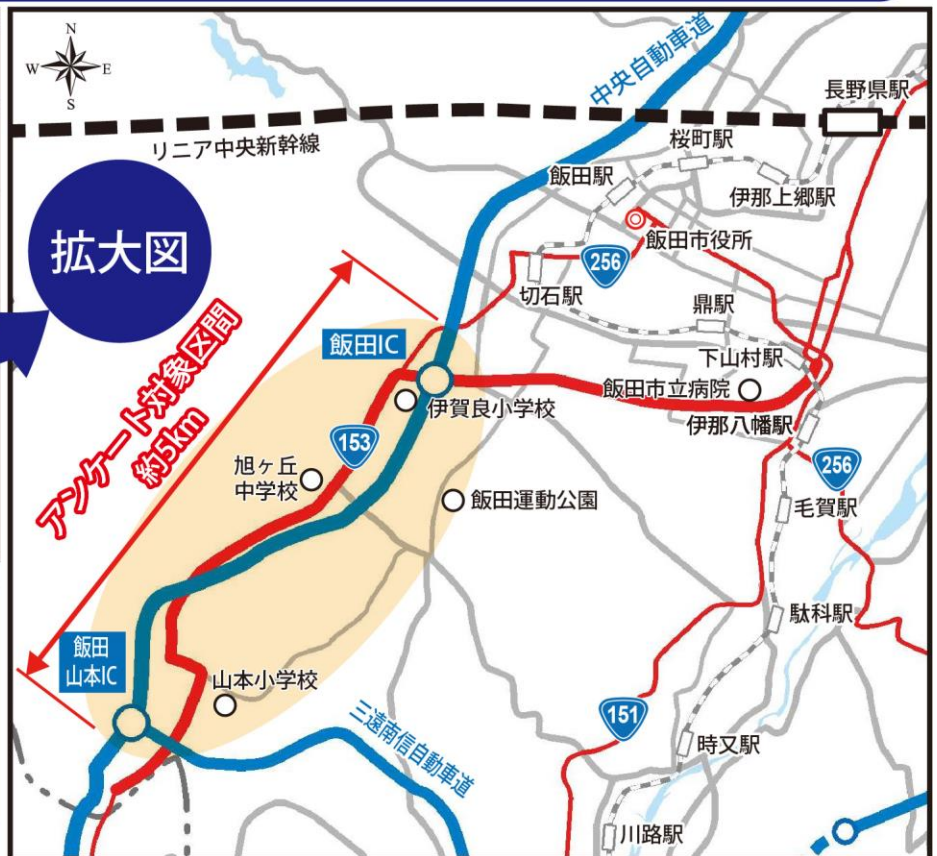 N
W E
S
中央自動車道
長野県駅
リニア中央新幹線
桜町駅
飯田駅
伊那上郷駅
拡大図
飯田市役所
256
切石駅
鼎駅
飯田IC
下山村駅
飯田市立病院
伊賀良小学校
伊那八幡駅
アンケート対象区間
約5km
153
旭ヶ丘
中学校
256
飯田運動公園
毛賀駅
駄科駅
飯田
山本IC
山本小学校
三遠南信自動車道
151
時又駅
川路駅